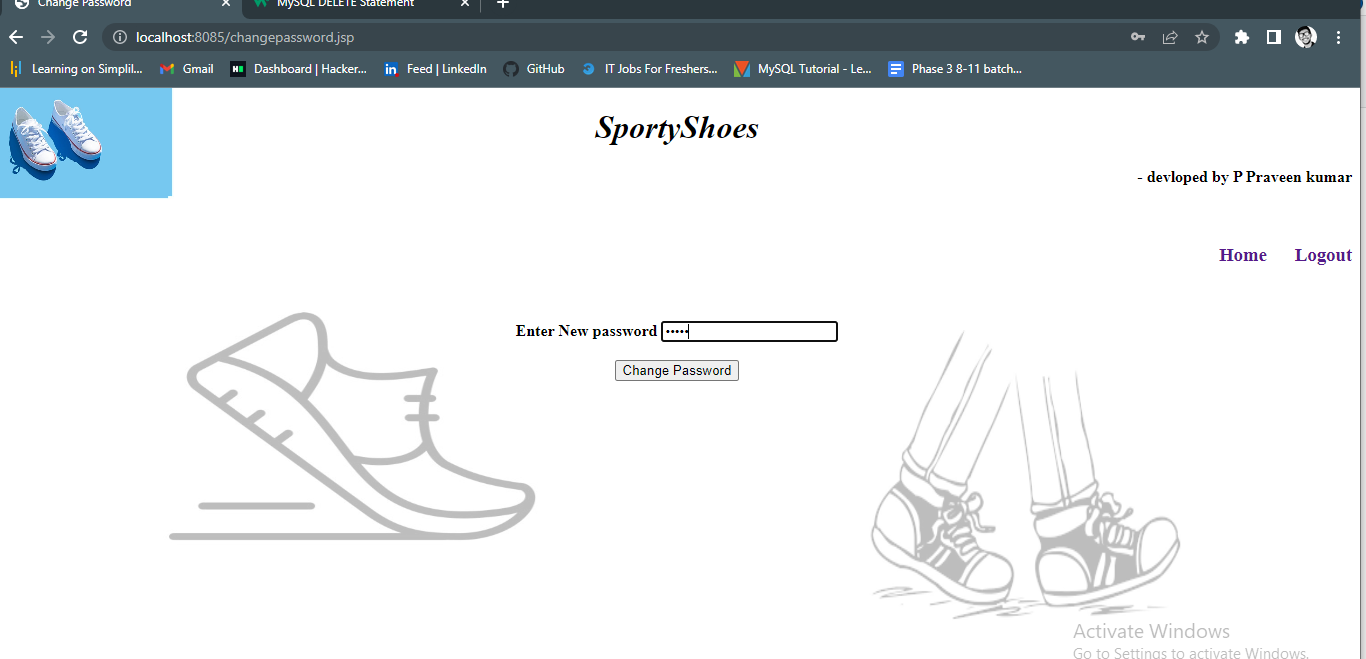 Change Password
MySQL DELETE Statement
localhost:8085/changepassword.jsp
Learning on Simplil... Gmail Dashboard | Hacker... Feed | LinkedIn GitHub IT Jobs For Freshers... MySQL Tutorial - Le... Phase 3 8-11 batch...
SportyShoes
- devloped by P Praveen kumar
Home Logout
Enter New password
Change Password
Activate Windows
Go to Settings to activate Windows.